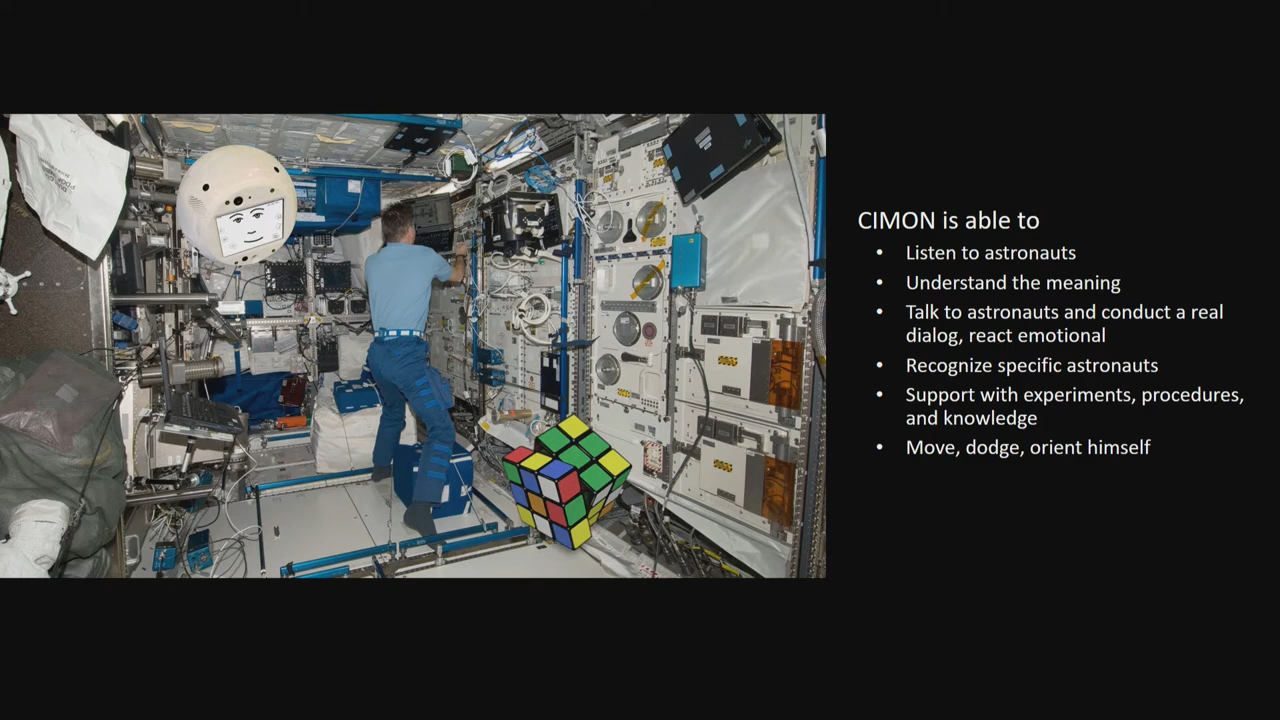 CIMON is able to
• Listen to astronauts
• Understand the meaning
• Talk to astronauts and conduct a real
dialog, react emotional
• Recognize specific astronauts
• Support with experiments, procedures,
and knowledge
• Move, dodge, orient himself